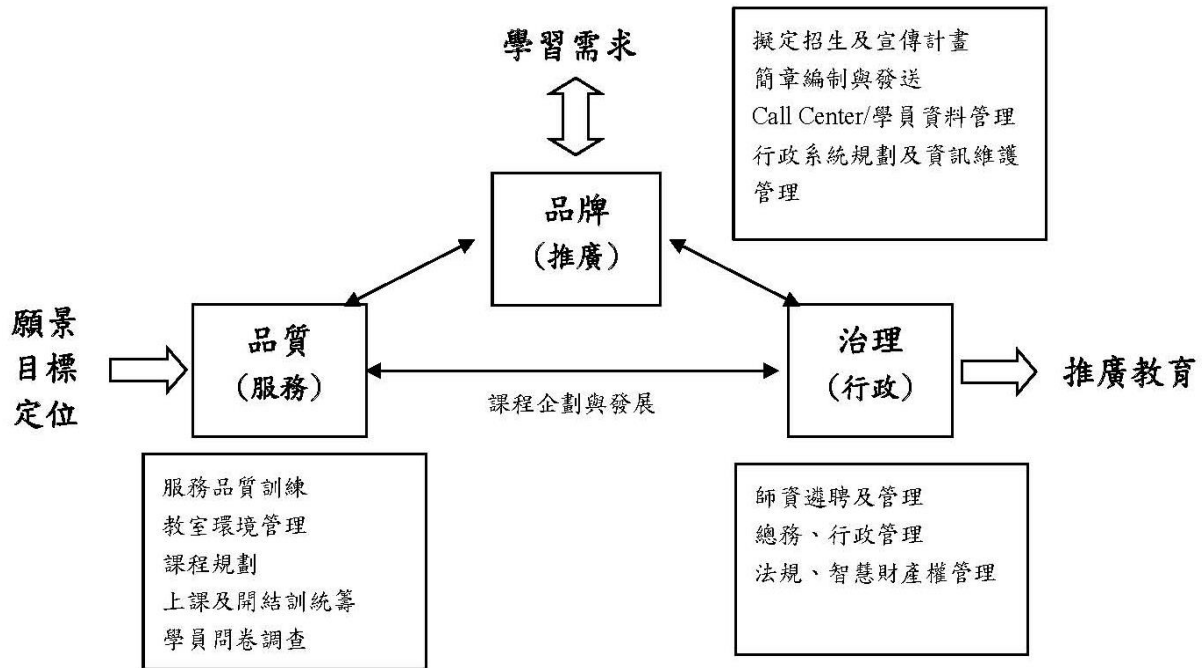 學習需求
擬定招生及宣傳計畫
簡章編制與發送
Call Center/學員資料管理
行政系統規劃及資訊維護
管理
品牌
(推廣)
願景
目標
定位
品質
(服務)
課程企劃與發展
治理
(行政)
推廣教育
服務品質訓練
教室環境管理
課程規劃
上課及開結訓統籌
學員問卷調查
師資遴聘及管理
總務、行政管理
法規、智慧財產權管理